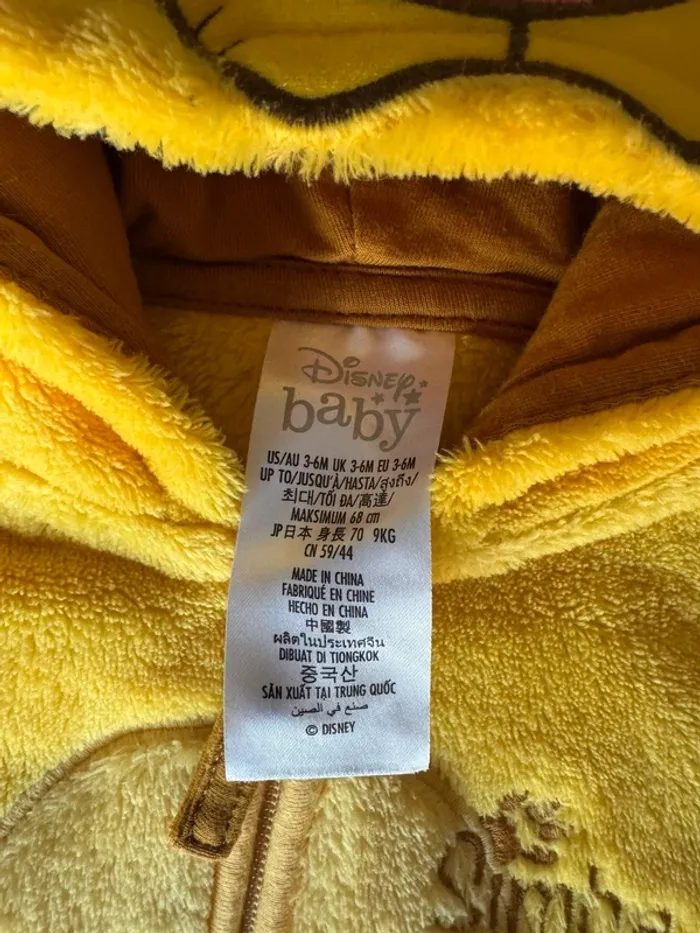 Disney
baby
US/AU 3-6M UK 3-6M EU 3-6M
UP TO/JUSQU'À/HASTA/สูงถึง/
최대/TỐI ĐA/高達/
MAKSIMUM 68 cm
JP日本 身長 70 9KG
CN 59/44
MADE IN CHINA
FABRIQUÉ EN CHINE
HECHO EN CHINA
中國製
ผลิตในประเทศจีน
DIBUAT DI TIONGKOK
중국산
SẢN XUẤT TẠI TRUNG QUỐC
صنع في الصين
© DISNEY